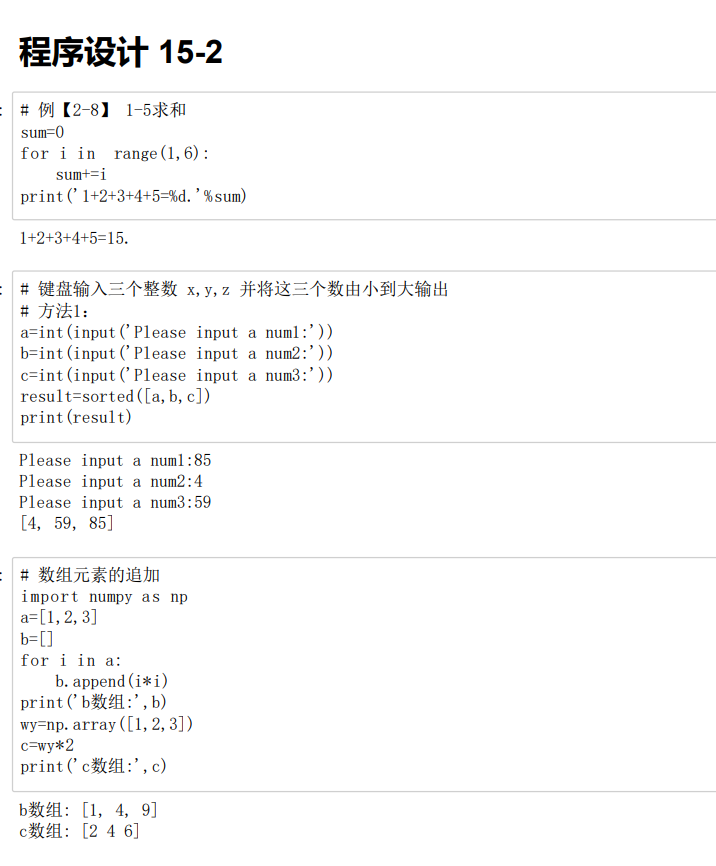 程序设计 15-2
# 例【2-8】 1-5求和
sum=0
for i in  range(1,6):
    sum+=i
print('1+2+3+4+5=%d.'%sum)
1+2+3+4+5=15.
# 键盘输入三个整数 x,y,z 并将这三个数由小到大输出
# 方法1：
a=int(input('Please input a num1:'))
b=int(input('Please input a num2:'))
c=int(input('Please input a num3:'))
result=sorted([a,b,c])
print(result)
Please input a num1:85
Please input a num2:4
Please input a num3:59
[4, 59, 85]
# 数组元素的追加
import numpy as np
a=[1,2,3]
b=[]
for i in a:
    b.append(i*i)
print('b数组:',b)
wy=np.array([1,2,3])
c=wy*2
print('c数组:',c)
b数组: [1, 4, 9]
c数组: [2 4 6]